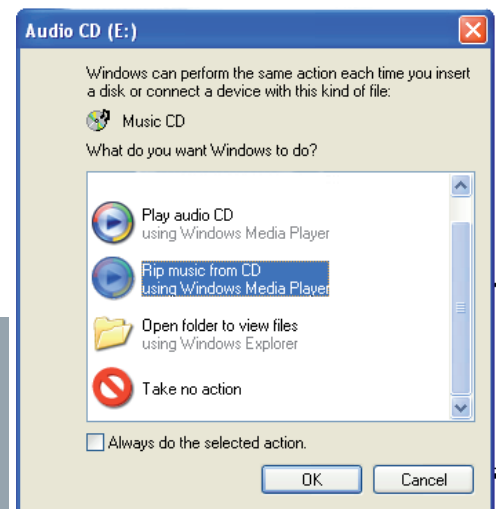 Audio CD (E:)
Windows can perform the same action each time you insert
a disk or connect a device with this kind of file:
Music CD
What do you want Windows to do?
Play audio CD
using Windows Media Player
Rip music from CD
using Windows Media Player
Open folder to view files
using Windows Explorer
Take no action
Always do the selected action.
OK Cancel